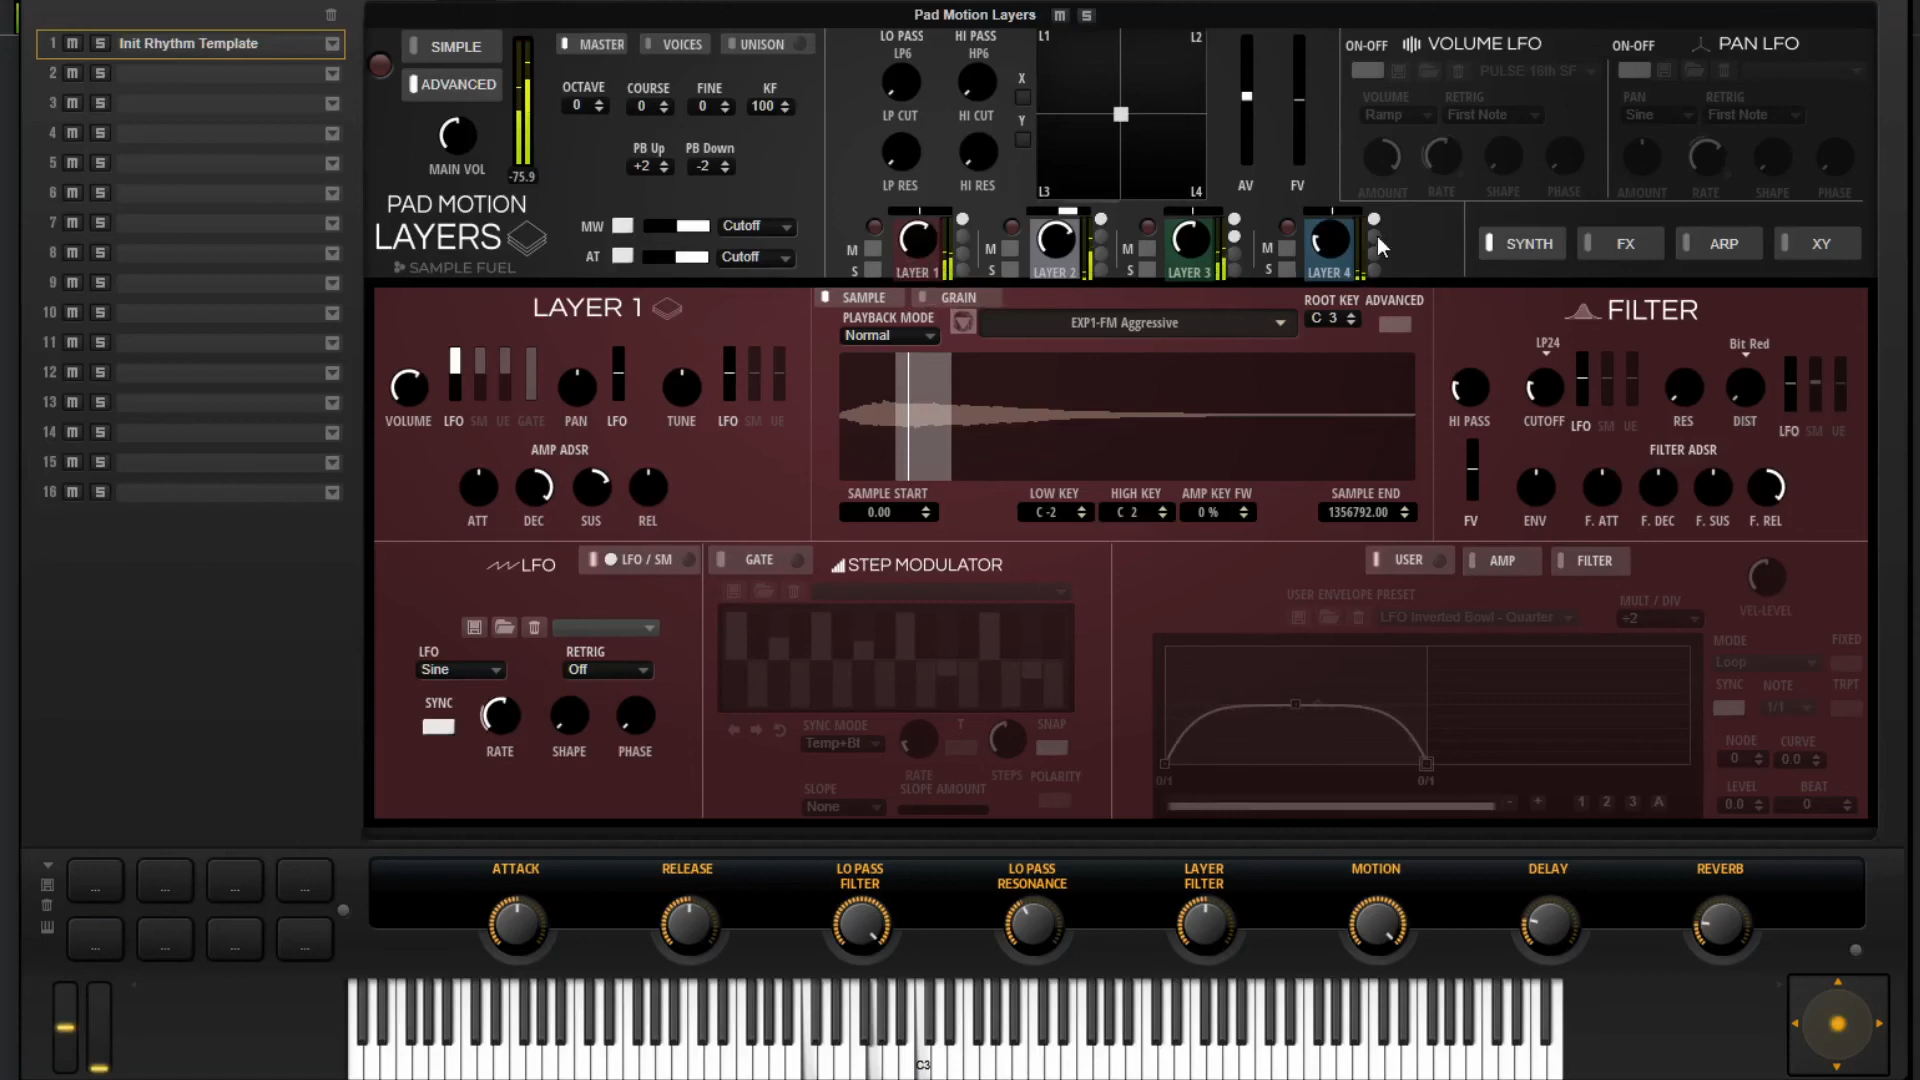 Pad Motion Layers M S
1 m S Init Rhythm Template
2 m S
3 m S
4 m S
5 m S
6 m S
7 m S
8 m S
9 m S
10 m S
11 m S
12 m S
13 m S
14 m S
15 m S
16 m S
SIMPLE
ADVANCED
MAIN VOL
-75.9
PAD MOTION
LAYERS
SAMPLE FUEL
MASTER VOICES UNISON
OCTAVE COURSE FINE KF
0 0 0 100
PB Up PB Down
+2 -2
MW Cutoff
AT Cutoff
LO PASS HI PASS
LP6 HP6
LP CUT HI CUT
LP RES HI RES
X
Y
L1 L2
L3 L4
AV FV
M S LAYER 1
M S LAYER 2
M S LAYER 3
M S LAYER 4
ON-OFF VOLUME LFO
PULSE 16th SF
VOLUME RETRIG
Ramp First Note
AMOUNT RATE SHAPE PHASE
ON-OFF PAN LFO
PAN RETRIG
Sine First Note
AMOUNT RATE SHAPE PHASE
SYNTH FX ARP XY
LAYER 1
VOLUME LFO SM UE GATE PAN LFO TUNE LFO SM UE
AMP ADSR
ATT DEC SUS REL
SAMPLE GRAIN
PLAYBACK MODE
Normal
EXP1-FM Aggressive
ROOT KEY ADVANCED
C 3
SAMPLE START LOW KEY HIGH KEY AMP KEY FW SAMPLE END
0.00 C -2 C 2 0 % 1356792.00
FILTER
LP24 Bit Red
HI PASS CUTOFF LFO SM UE RES DIST LFO SM UE
FILTER ADSR
FV ENV F. ATT F. DEC F. SUS F. REL
LFO LFO / SM
LFO RETRIG
Sine Off
SYNC
RATE SHAPE PHASE
GATE STEP MODULATOR
SYNC MODE T SNAP
Temp+Bt
RATE STEPS POLARITY
SLOPE SLOPE AMOUNT
None
USER AMP FILTER
USER ENVELOPE PRESET MULT / DIV
LFO Inverted Bowl - Quarter ÷2
VEL-LEVEL
MODE FIXED
Loop
SYNC NOTE TRPT
1/1
NODE CURVE
0 0.0
LEVEL BEAT
0.0 0
0/1 0/1
- + 1 2 3 A
ATTACK RELEASE LO PASS FILTER LO PASS RESONANCE LAYER FILTER MOTION DELAY REVERB
... ... ... ...
... ... ... ...
C3